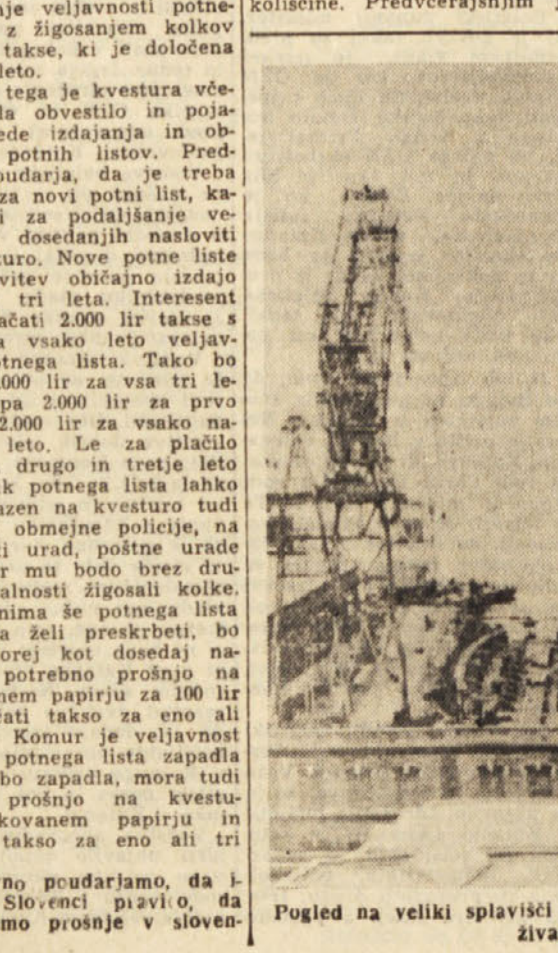 nje veljavnosti potne-
z žigosanjem kolkov
takse, ki je določena
leto.
tega je kvestura vče-
la obvestilo in poja-
ede izdajanja in ob-
potnih listov. Pred-
oudarja, da je treba
za novi potni list, ka-
i za podaljšanje ve-
dosedanjih nasloviti
turo. Nove potne liste
vitev običajno izdajo
tri leta. Interesent
ačati 2.000 lir takse s
a vsako leto veljav-
otnega lista. Tako bo
.000 lir za vsa tri le-
pa 2.000 lir za prvo
2.000 lir za vsako na-
leto. Le za plačilo
drugo in tretje leto
k potnega lista lahko
azen na kvesturo tudi
obmejne policije, na
i urad, poštne urade
r mu bodo brez dru-
alnosti žigosali kolke.
nima še potnega lista
a želi preskrbeti, bo
orej kot dosedaj na-
potrebno prošnjo na
nem papirju za 100 lir
čati takso za eno ali
Komur je veljavnost
potnega lista zapadla
bo zapadla, mora tudi
prošnjo na kvestu-
kovanem papirju in
takso za eno ali tri
no poudarjamo, da i-
Slovenci pravico, da
mo prošnje v sloven-
koliščine. Predvčerajšnjim
Pogled na veliki splavišči
živa